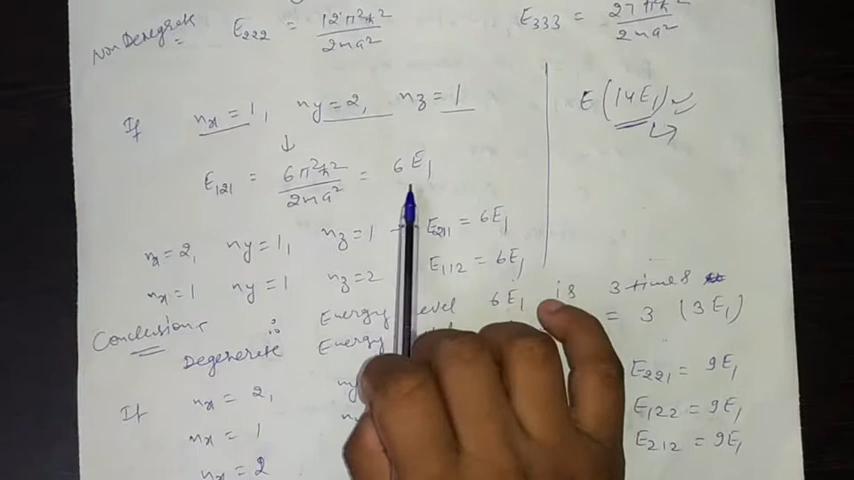 Non Degenerate E₂₂₂ = 12π²ħ²/2ma² E₃₃₃ = 27π²ħ²/2ma²
If nx = 1, ny = 2, nz = 1 E(14E₁)
E₁₂₁ = 6π²ħ²/2ma² = 6E₁
nx = 2, ny = 1, nz = 1 → E₂₁₁ = 6E₁
nx = 1 ny = 1 nz = 2 E₁₁₂ = 6E₁
Conclusion :- Energy level 6E₁ is 3 times
Degenerate Energy = 3 (3E₁)
If nx = 2, E₂₂₁ = 9E₁
nx = 1 E₁₂₂ = 9E₁
nx = 2 E₂₁₂ = 9E₁